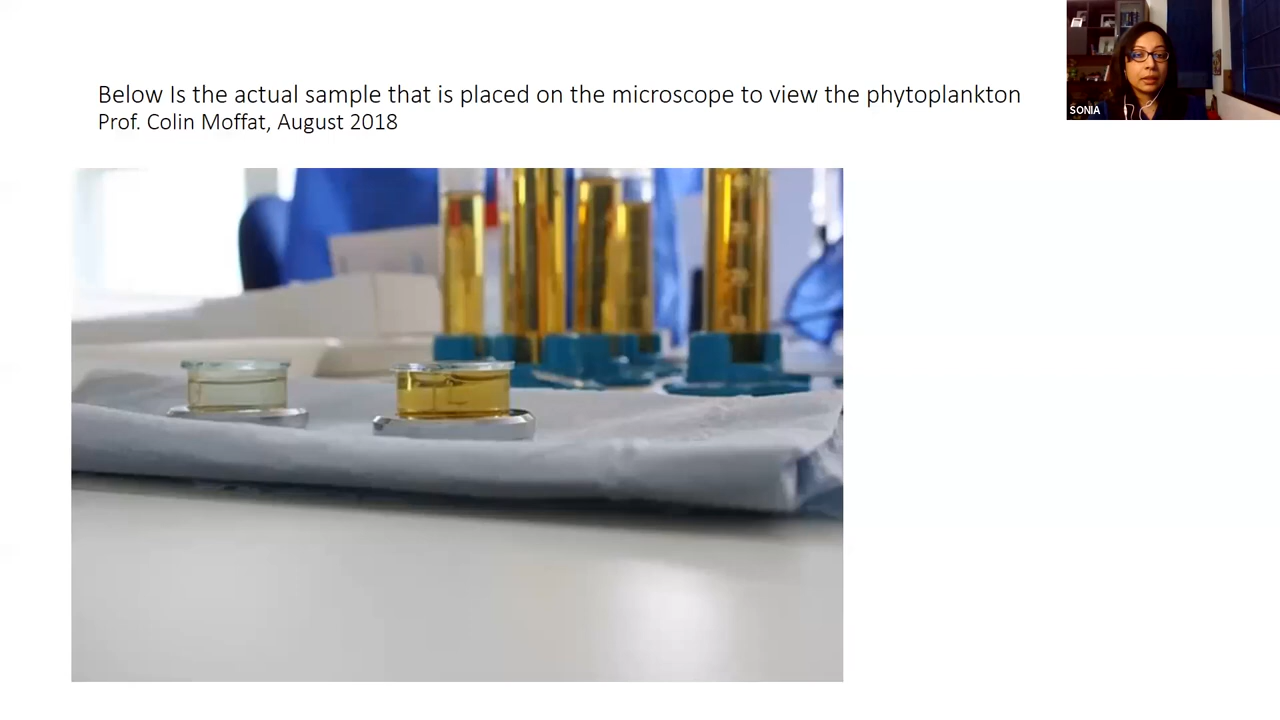 Below Is the actual sample that is placed on the microscope to view the phytoplankton
Prof. Colin Moffat, August 2018
SONIA